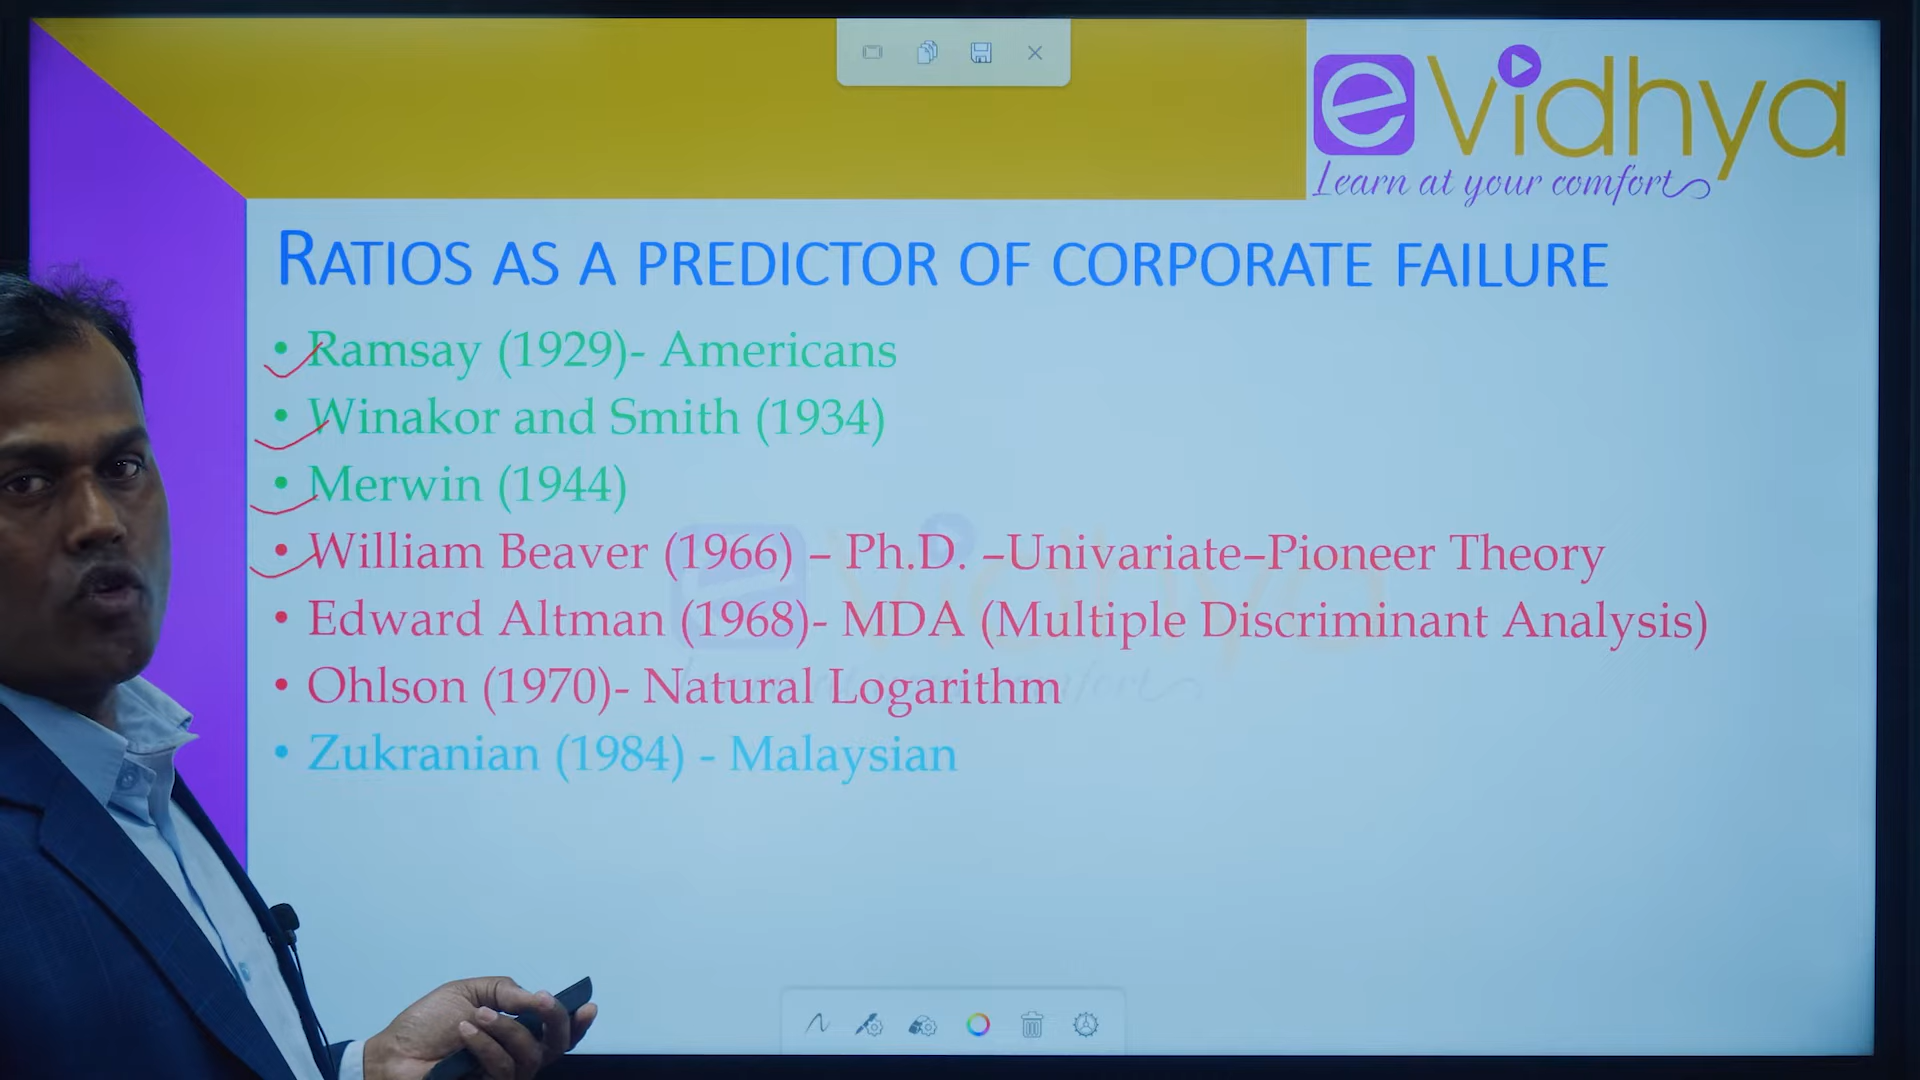 eVidhya
Learn at your comfort
RATIOS AS A PREDICTOR OF CORPORATE FAILURE
• Ramsay (1929)- Americans
• Winakor and Smith (1934)
• Merwin (1944)
• William Beaver (1966) – Ph.D. –Univariate–Pioneer Theory
• Edward Altman (1968)- MDA (Multiple Discriminant Analysis)
• Ohlson (1970)- Natural Logarithm
• Zukranian (1984) - Malaysian